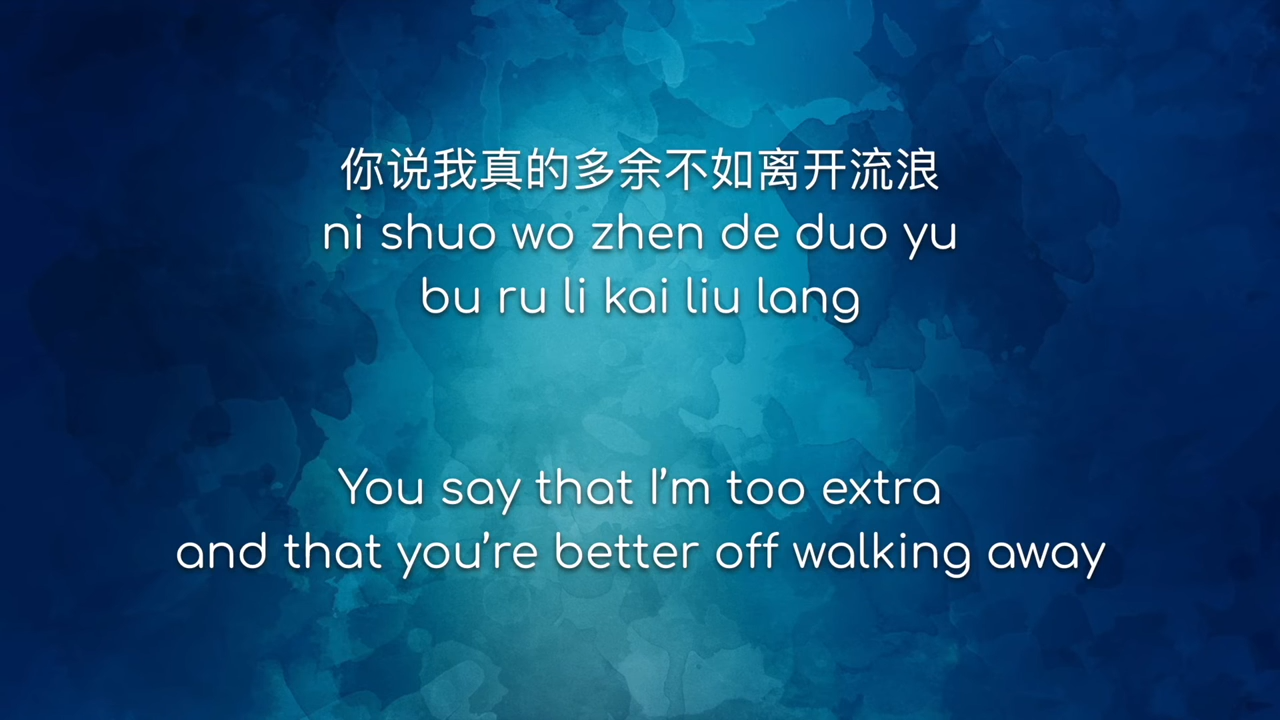 你说我真的多余不如离开流浪
ni shuo wo zhen de duo yu
bu ru li kai liu lang
You say that I'm too extra
and that you're better off walking away